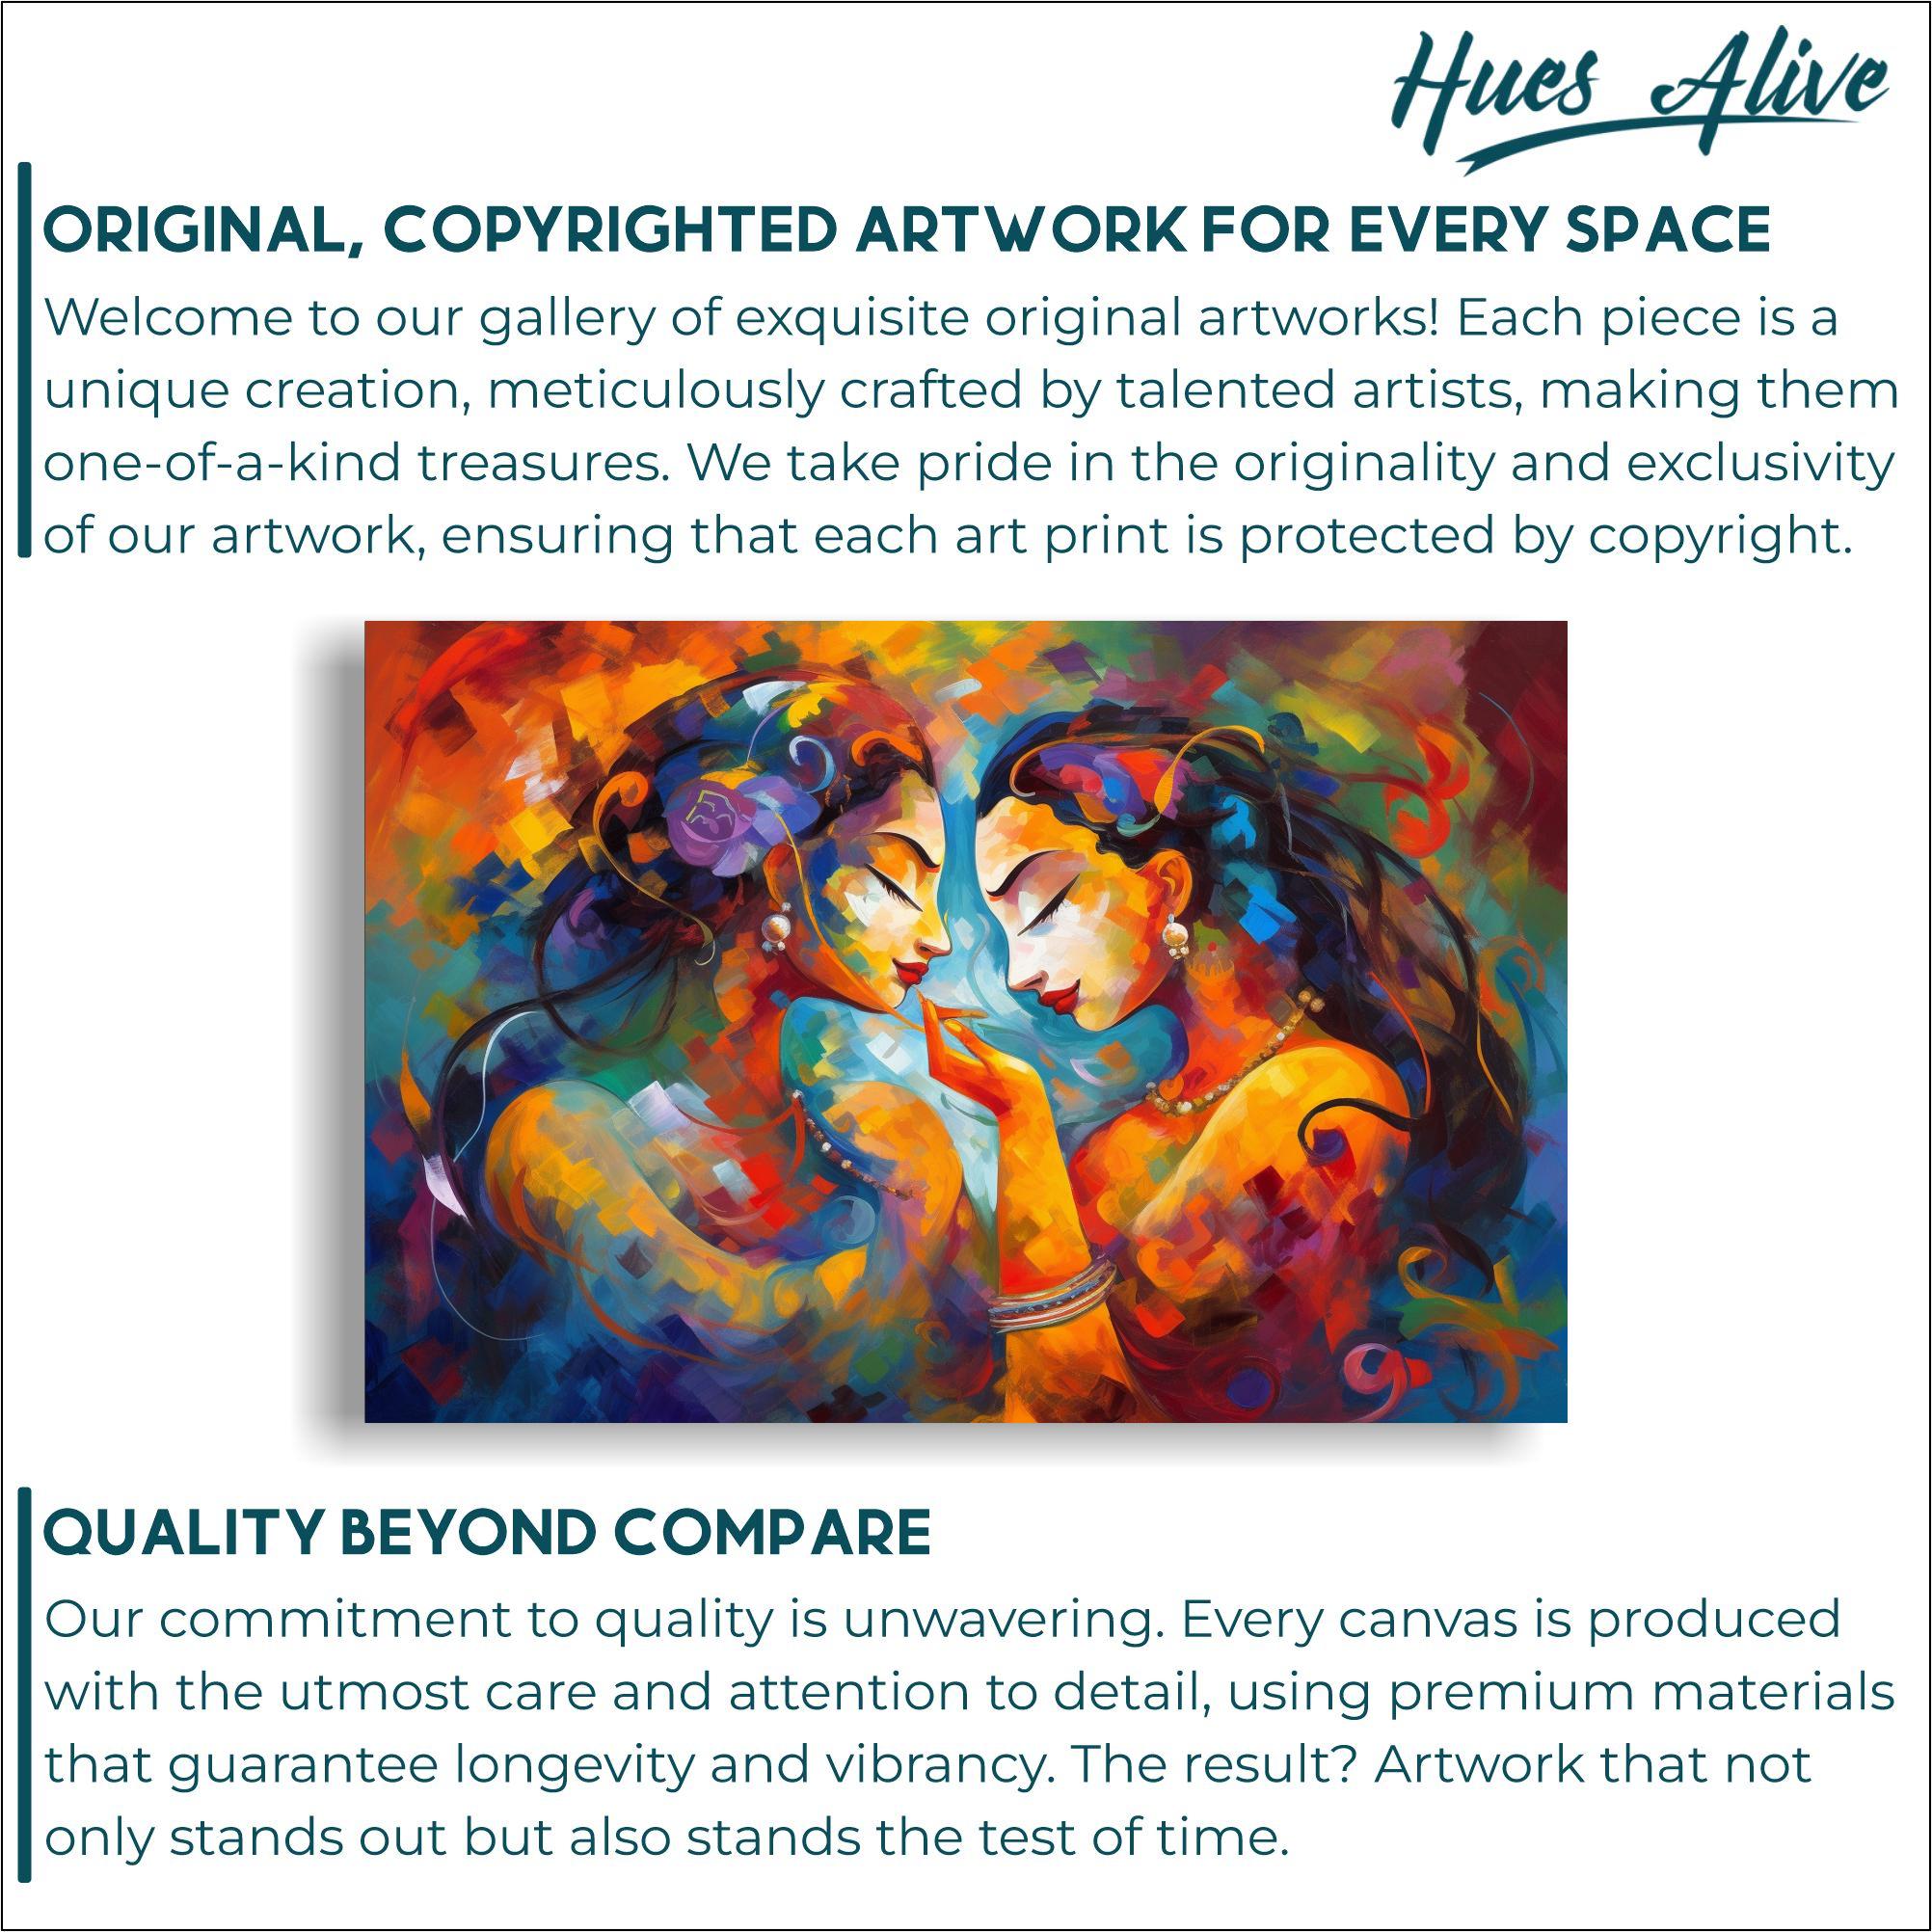 Hues Alive
ORIGINAL, COPYRIGHTED ARTWORK FOR EVERY SPACE
Welcome to our gallery of exquisite original artworks! Each piece is a
unique creation, meticulously crafted by talented artists, making them
one-of-a-kind treasures. We take pride in the originality and exclusivity
of our artwork, ensuring that each art print is protected by copyright.
QUALITY BEYOND COMPARE
Our commitment to quality is unwavering. Every canvas is produced
with the utmost care and attention to detail, using premium materials
that guarantee longevity and vibrancy. The result? Artwork that not
only stands out but also stands the test of time.